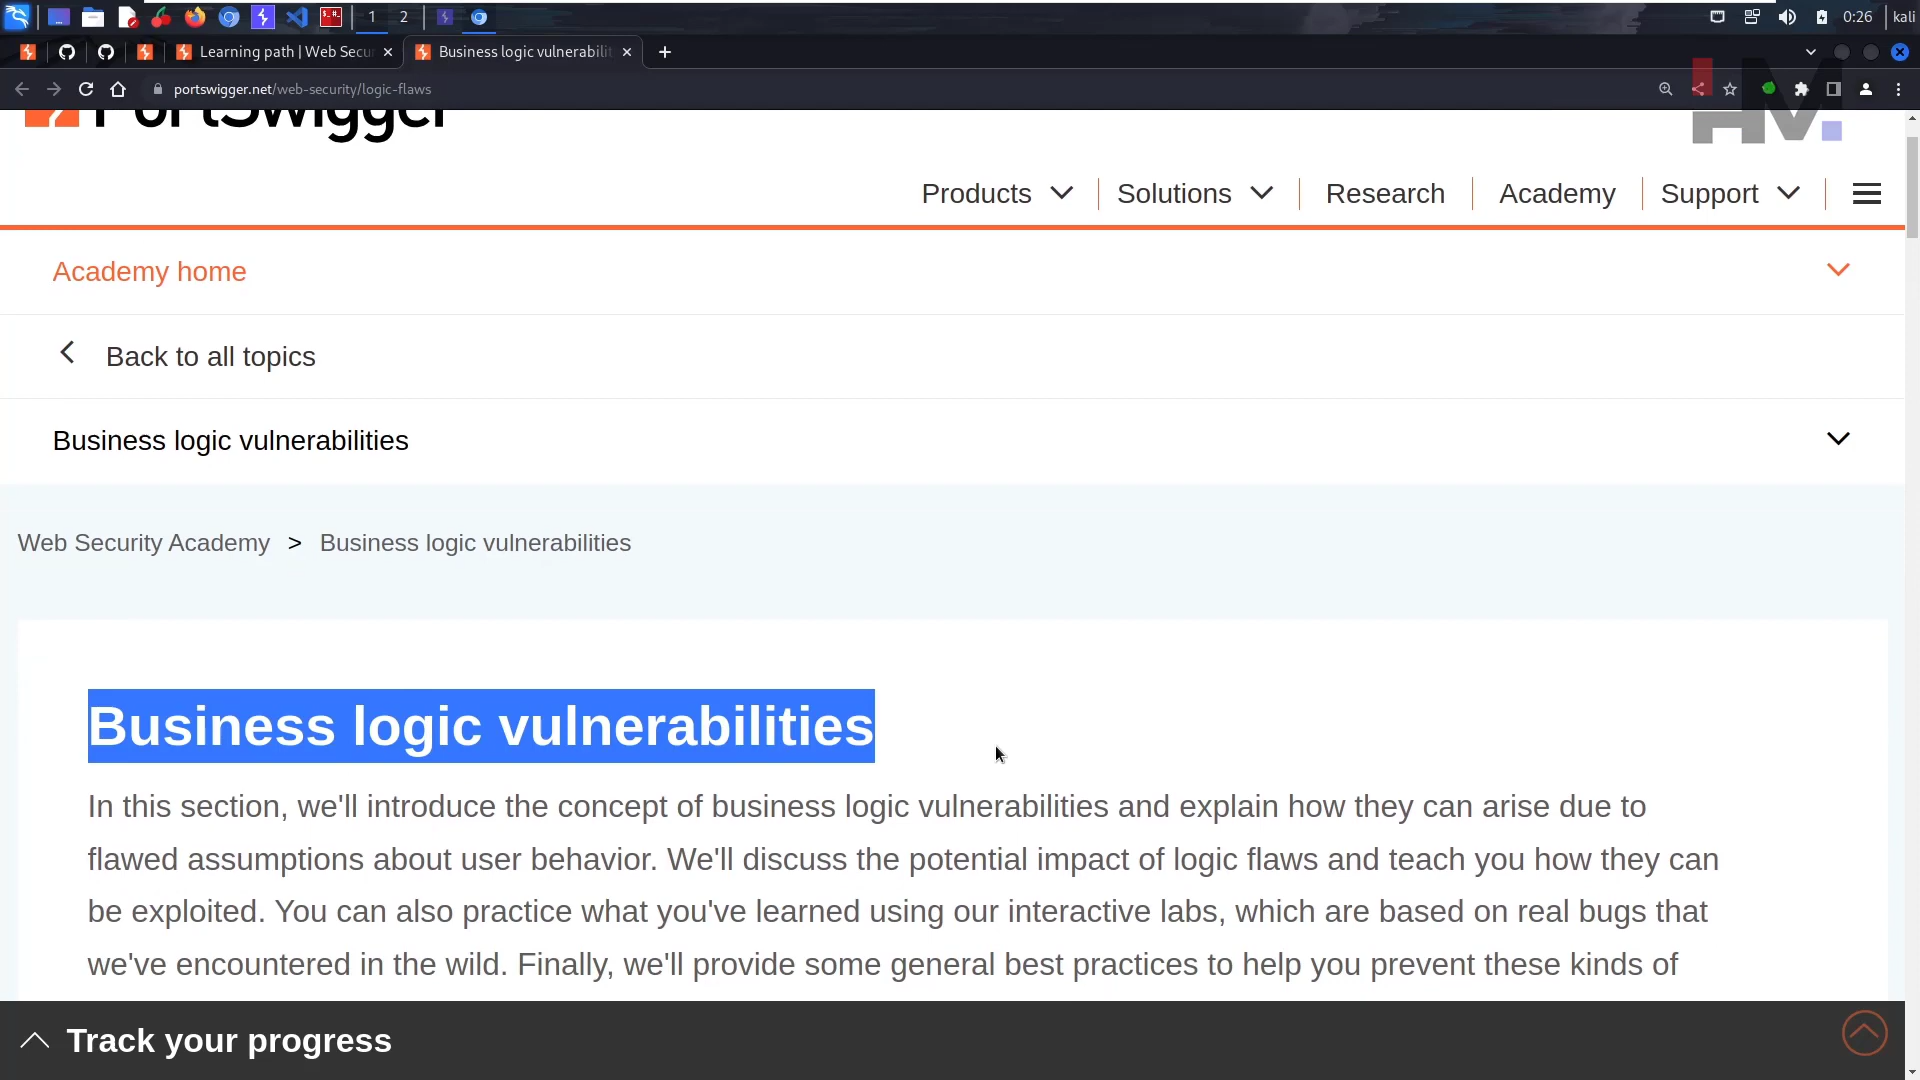 1 2 0:26 kali
Learning path | Web Secur Business logic vulnerabilit
portswigger.net/web-security/logic-flaws
PortSwigger
HM
Products Solutions Research Academy Support
Academy home
Back to all topics
Business logic vulnerabilities
Web Security Academy > Business logic vulnerabilities
Business logic vulnerabilities
In this section, we'll introduce the concept of business logic vulnerabilities and explain how they can arise due to
flawed assumptions about user behavior. We'll discuss the potential impact of logic flaws and teach you how they can
be exploited. You can also practice what you've learned using our interactive labs, which are based on real bugs that
we've encountered in the wild. Finally, we'll provide some general best practices to help you prevent these kinds of
Track your progress